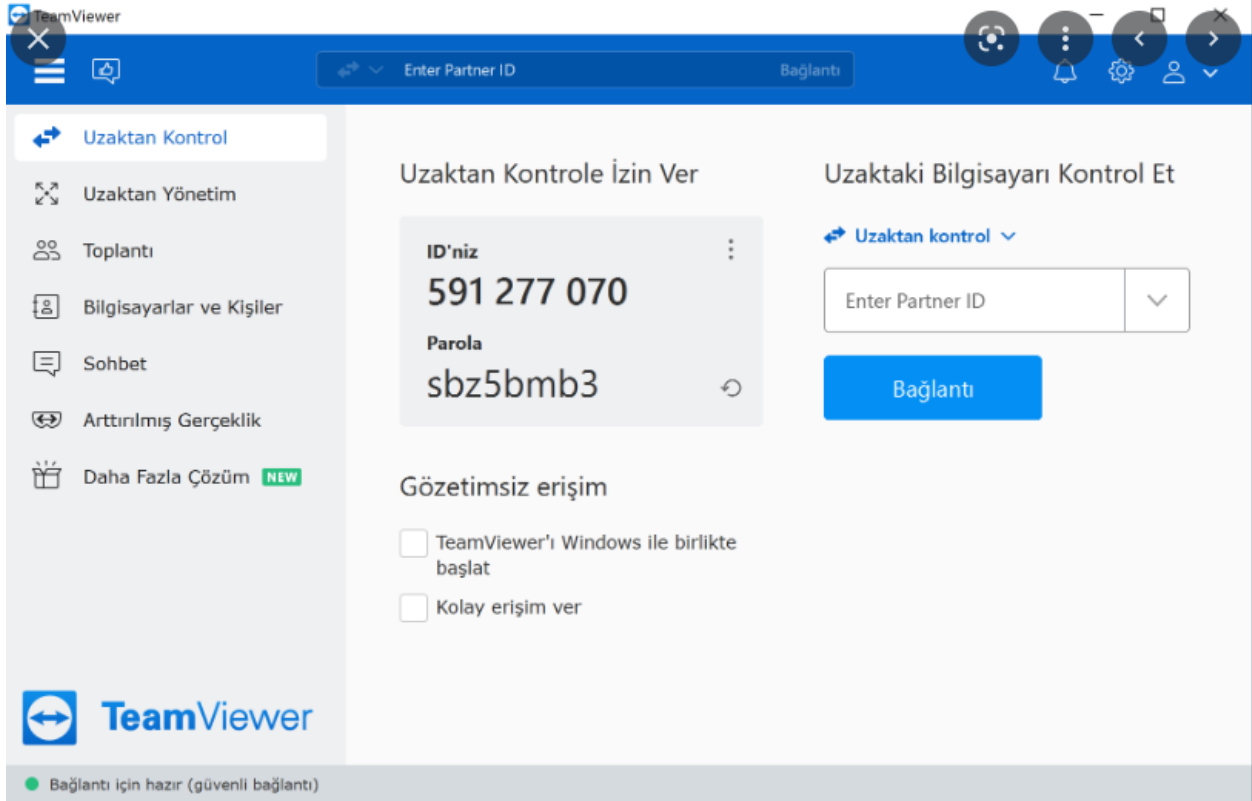 TeamViewer
Enter Partner ID
Bağlantı
Uzaktan Kontrol
Uzaktan Yönetim
Toplantı
Bilgisayarlar ve Kişiler
Sohbet
Arttırılmış Gerçeklik
Daha Fazla Çözüm NEW
TeamViewer
Uzaktan Kontrole İzin Ver
ID'niz
591 277 070
Parola
sbz5bmb3
Gözetimsiz erişim
TeamViewer'ı Windows ile birlikte
başlat
Kolay erişim ver
Uzaktaki Bilgisayarı Kontrol Et
Uzaktan kontrol
Enter Partner ID
Bağlantı
Bağlantı için hazır (güvenli bağlantı)